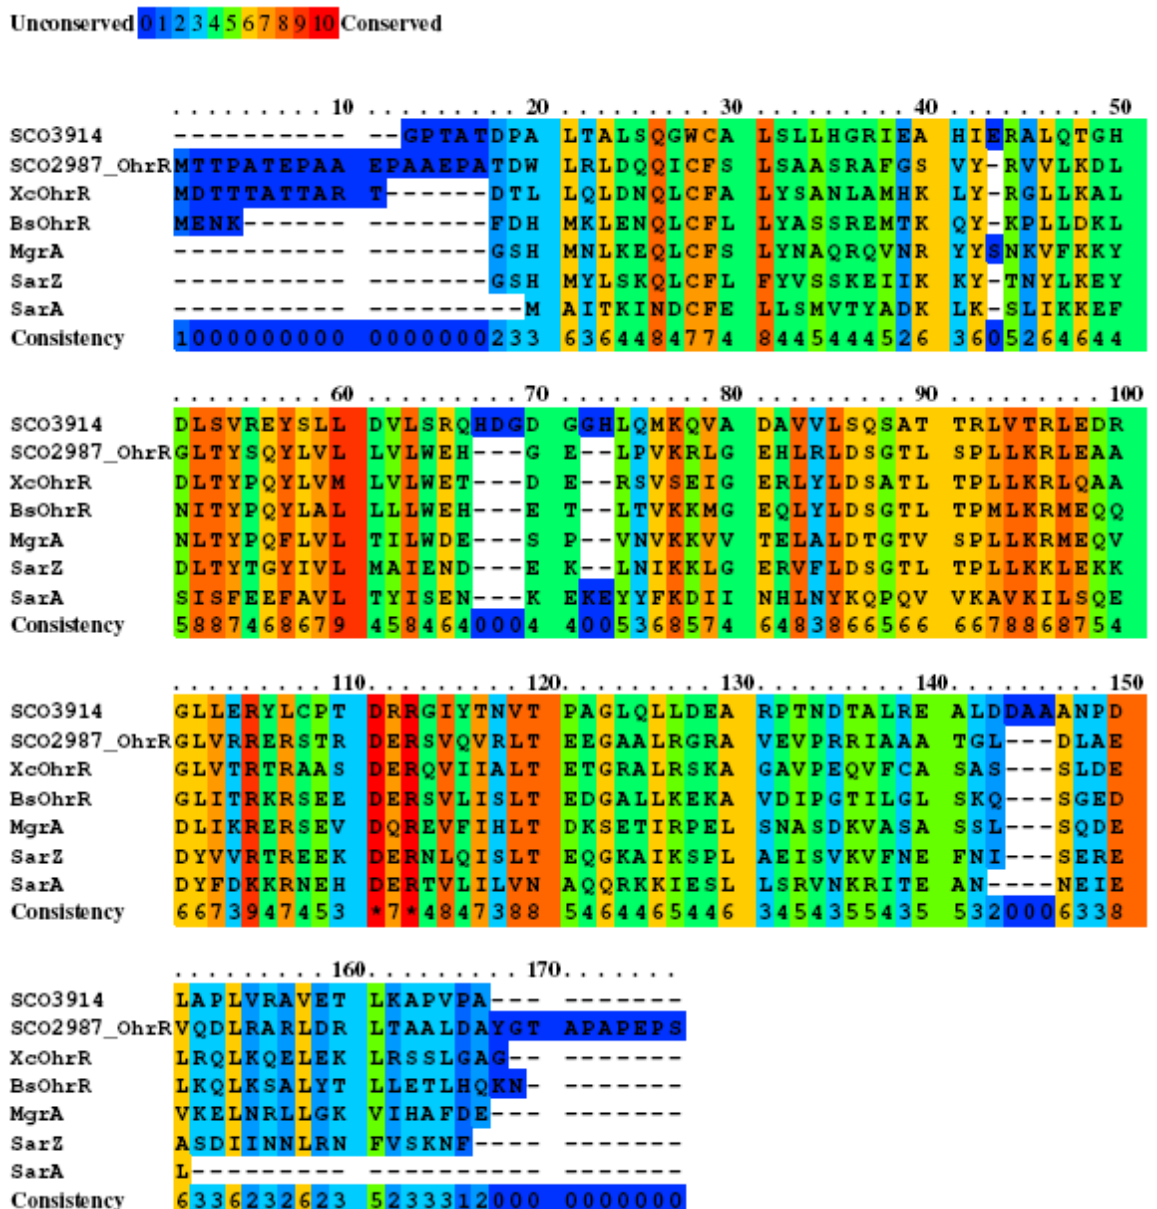 Unconserved 0 1 2 3 4 5 6 7 8 9 10 Conserved
. . . . . . . . . 10 . . . . . . . . . 20 . . . . . . . . . 30 . . . . . . . . . 40 . . . . . . . . . 50
SCO3914 ---------- --GPTATDPA LTALSQGWCA LSLLHGRIEA HIERALQTGH
SCO2987_OhrR MTTPATEPAA EPAAEPATDW LRLDQQICFS LSAASRAFGS VY-RVVLKDL
XcOhrR MDTTTATTAR T------DTL LQLDNQLCFA LYSANLAMHK LY-RGLLKAL
BsOhrR MENK------ -------FDH MKLENQLCFL LYASSREMTK QY-KPLLDKL
MgrA ---------- -------GSH MNLKEQLCFS LYNAQRQVNR YYSNKVFKKY
SarZ ---------- -------GSH MYLSKQLCFL FYVSSKEIIK KY-TNYLKEY
SarA ---------- ---------M AITKINDCFE LLSMVTYADK LK-SLIKKEF
Consistency 1000000000 0000000233 6364484774 8445444526 3605264644
. . . . . . . . . 60 . . . . . . . . . 70 . . . . . . . . . 80 . . . . . . . . . 90 . . . . . . . . . 100
SCO3914 DLSVREYSLL DVLSRQHDGD GGHLQMKQVA DAVVLSQSAT TRLVTRLEDR
SCO2987_OhrR GLTYSQYLVL LVLWEH---G E--LPVKRLG EHLRLDSGTL SPLLKRLEAA
XcOhrR DLTYPQYLVM LVLWET---D E--RSVSEIG ERLYLDSATL TPLLKRLQAA
BsOhrR NITYPQYLAL LLLWEH---E T--LTVKKMG EQLYLDSGTL TPMLKRMEQQ
MgrA NLTYPQFLVL TILWDE---S P--VNVKKVV TELALDTGTV SPLLKRMEQV
SarZ DLTYTGYIVL MAIEND---E K--LNIKKLG ERVFLDSGTL TPLLKKLEKK
SarA SISFEEFAVL TYISEN---K EKEYYFKDII NHLNYKQPQV VKAVKILSQE
Consistency 5887468679 4584640004 4005368574 6483866566 6678868754
. . . . . . . . . 110 . . . . . . . . . 120 . . . . . . . . . 130 . . . . . . . . . 140 . . . . . . . . . 150
SCO3914 GLLERYLCPT DRRGIYTNVT PAGLQLLDEA RPTNDTALRE ALDDAAANPD
SCO2987_OhrR GLVRRERSTR DERSVQVRLT EEGAALRGRA VEVPRRIAAA TGL---DLAE
XcOhrR GLVTRTRAAS DERQVIIALT ETGRALRSKA GAVPEQVFCA SAS---SLDE
BsOhrR GLITRKRSEE DERSVLISLT EDGALLKEKA VDIPGTILGL SKQ---SGED
MgrA DLIKRERSEV DQREVFIHLT DKSETIRPEL SNASDKVASA SSL---SQDE
SarZ DYVVRTREEK DERNLQISLT EQGKAIKSPL AEISVKVFNE FNI---SERE
SarA DYFDKKRNEH DERTVLILVN AQQRKKIESL LSRVNKRITE AN----NEIE
Consistency 6673947453 *7*4847388 5464465446 3454355435 5320006338
. . . . . . . . . 160 . . . . . . . . . 170 . . . . . . .
SCO3914 LAPLVRAVET LKAPVPA--- -------
SCO2987_OhrR VQDLRARLDR LTAALDAYGT APAPEPS
XcOhrR LRQLKQELEK LRSSLGAG-- -------
BsOhrR LKQLKSALYT LLETLHQKN- -------
MgrA VKELNRLLGK VIHAFDE--- -------
SarZ ASDIINNLRN FVSKNF---- -------
SarA L--------- ---------- -------
Consistency 6336232623 5233312000 0000000